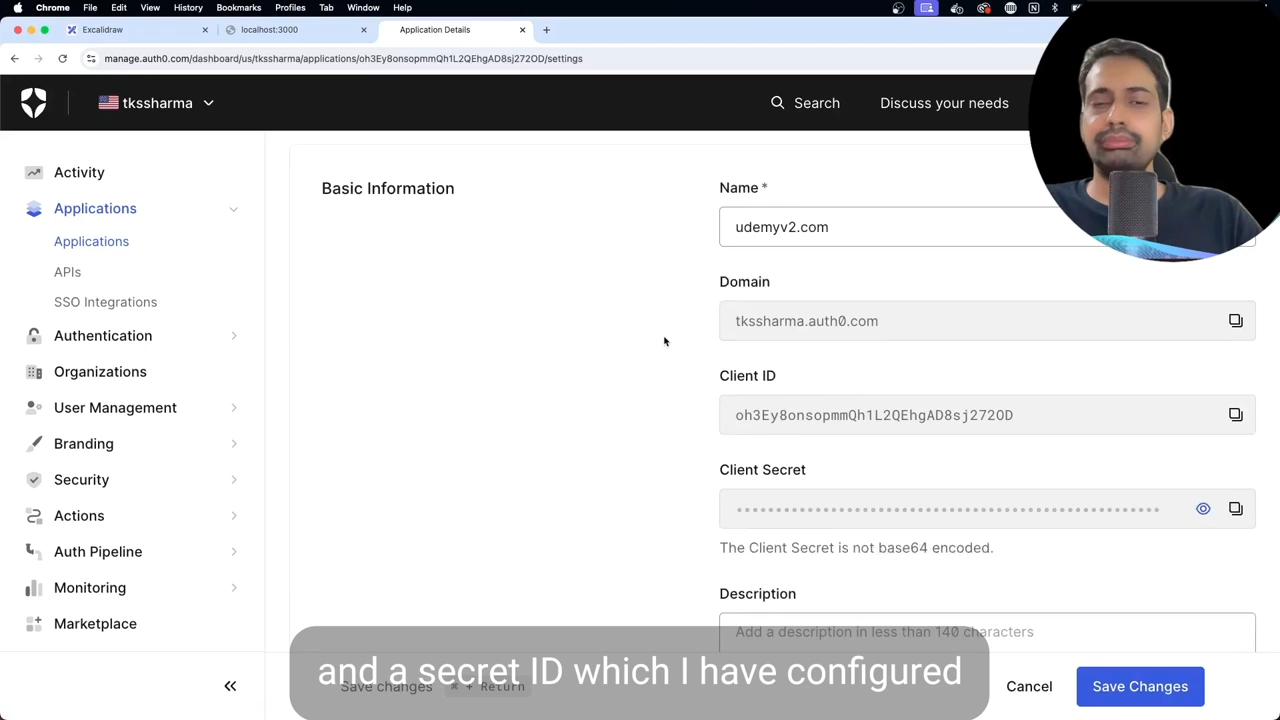 Chrome File Edit View History Bookmarks Profiles Tab Window Help
Excalidraw
localhost:3000
Application Details
manage.auth0.com/dashboard/us/tkssharma/applications/oh3Ey8onsopmmQh1L2QEhgAD8sj272OD/settings
tkssharma
Search
Discuss your needs
Activity
Applications
Applications
APIs
SSO Integrations
Authentication
Organizations
User Management
Branding
Security
Actions
Auth Pipeline
Monitoring
Marketplace
Basic Information
Name *
udemyv2.com
Domain
tkssharma.auth0.com
Client ID
oh3Ey8onsopmmQh1L2QEhgAD8sj272OD
Client Secret
The Client Secret is not base64 encoded.
Description
Add a description in less than 140 characters
and a secret ID which I have configured
Save changes ⌘ + Return
Cancel
Save Changes